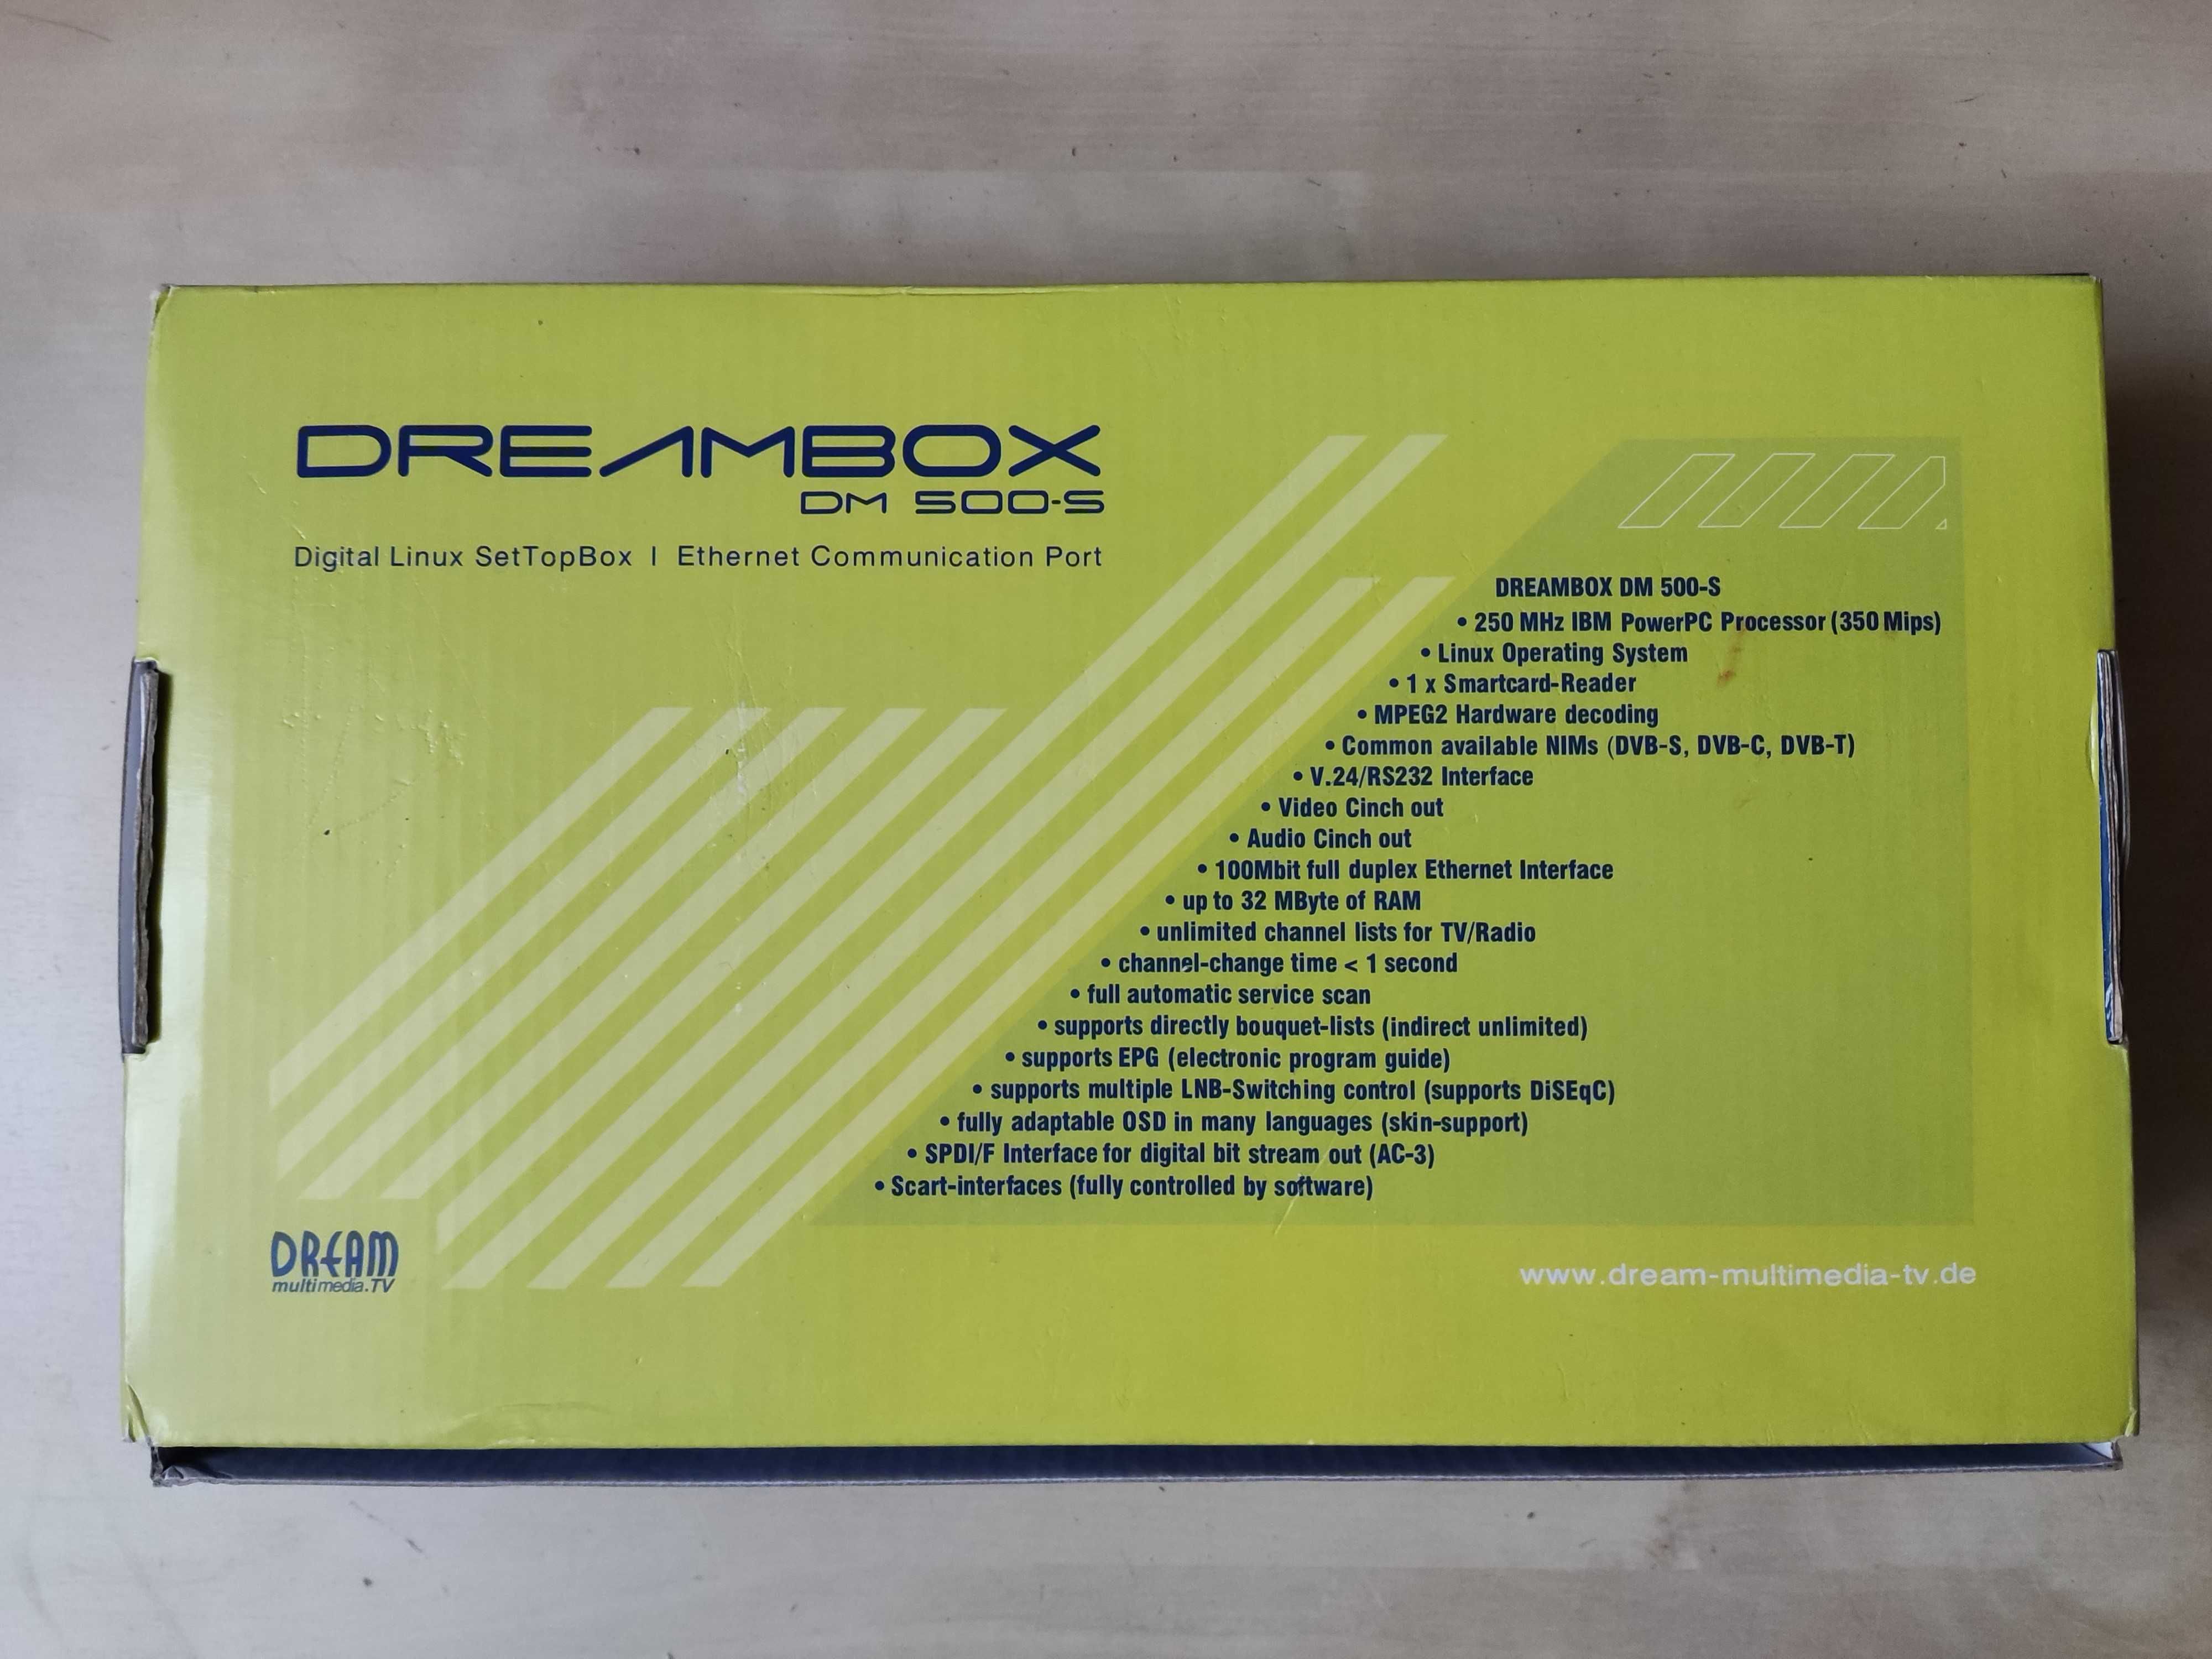 DREAMBOX
DM 500-S
Digital Linux SetTopBox | Ethernet Communication Port
DREAMBOX DM 500-S
• 250 MHz IBM PowerPC Processor (350 Mips)
• Linux Operating System
• 1 x Smartcard-Reader
• MPEG2 Hardware decoding
• Common available NIMs (DVB-S, DVB-C, DVB-T)
• V.24/RS232 Interface
• Video Cinch out
• Audio Cinch out
• 100Mbit full duplex Ethernet Interface
• up to 32 MByte of RAM
• unlimited channel lists for TV/Radio
• channel-change time < 1 second
• full automatic service scan
• supports directly bouquet-lists (indirect unlimited)
• supports EPG (electronic program guide)
• supports multiple LNB-Switching control (supports DiSEqC)
• fully adaptable OSD in many languages (skin-support)
• SPDI/F Interface for digital bit stream out (AC-3)
• Scart-interfaces (fully controlled by software)
DREAM
multimedia.TV
www.dream-multimedia-tv.de